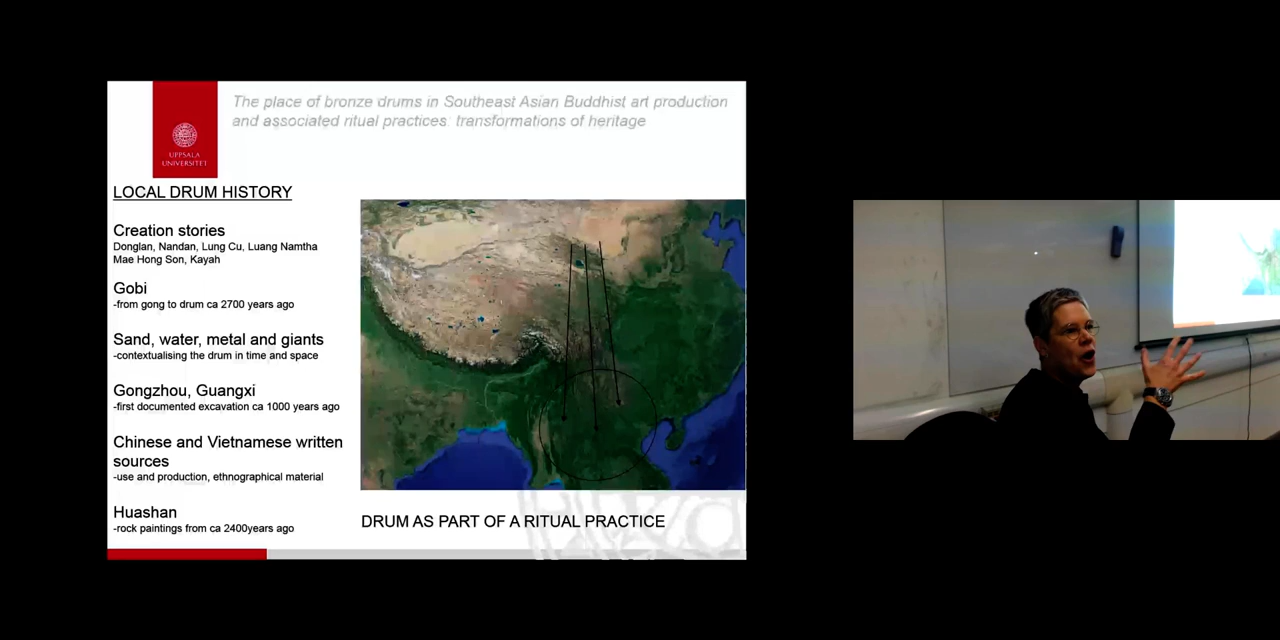 The place of bronze drums in Southeast Asian Buddhist art production
and associated ritual practices: transformations of heritage
UPPSALA
UNIVERSITET
LOCAL DRUM HISTORY
Creation stories
Donglan, Nandan, Lung Cu, Luang Namtha
Mae Hong Son, Kayah
Gobi
-from gong to drum ca 2700 years ago
Sand, water, metal and giants
-contextualising the drum in time and space
Gongzhou, Guangxi
-first documented excavation ca 1000 years ago
Chinese and Vietnamese written
sources
-use and production, ethnographical material
Huashan
-rock paintings from ca 2400years ago
DRUM AS PART OF A RITUAL PRACTICE